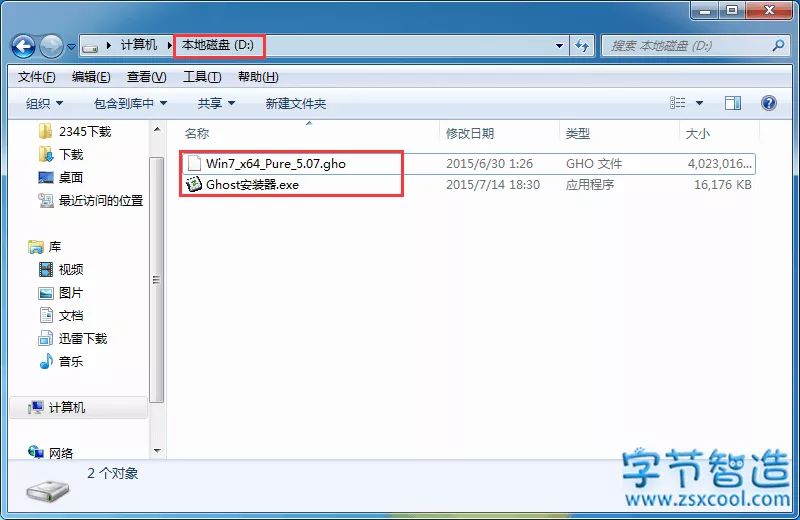 计算机 本地磁盘 (D:) 搜索 本地磁盘 (D:)
文件(F) 编辑(E) 查看(V) 工具(T) 帮助(H)
组织 包含到库中 共享 新建文件夹
2345下载
下载
桌面
最近访问的位置
库
视频
图片
文档
迅雷下载
音乐
计算机
网络
名称 修改日期 类型 大小
Win7_x64_Pure_5.07.gho 2015/6/30 1:26 GHO 文件 4,023,016...
Ghost安装器.exe 2015/7/14 18:30 应用程序 16,176 KB
2 个对象
字节智造
www.zsxcool.com